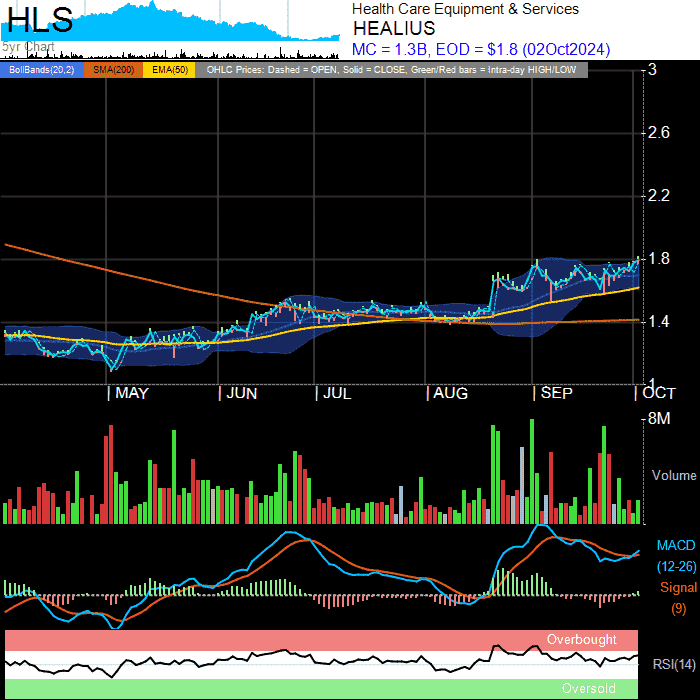 HLS
5yr Chart
Health Care Equipment & Services
HEALIUS
MC = 1.3B, EOD = $1.8 (02Oct2024)
BollBands(20,2) SMA(200) EMA(50) OHLC Prices: Dashed = OPEN, Solid = CLOSE, Green/Red bars = Intra-day HIGH/LOW
3
2.6
2.2
1.8
1.4
1
MAY JUN JUL AUG SEP OCT
8M
Volume
MACD
(12-26)
Signal
(9)
Overbought
RSI(14)
Oversold